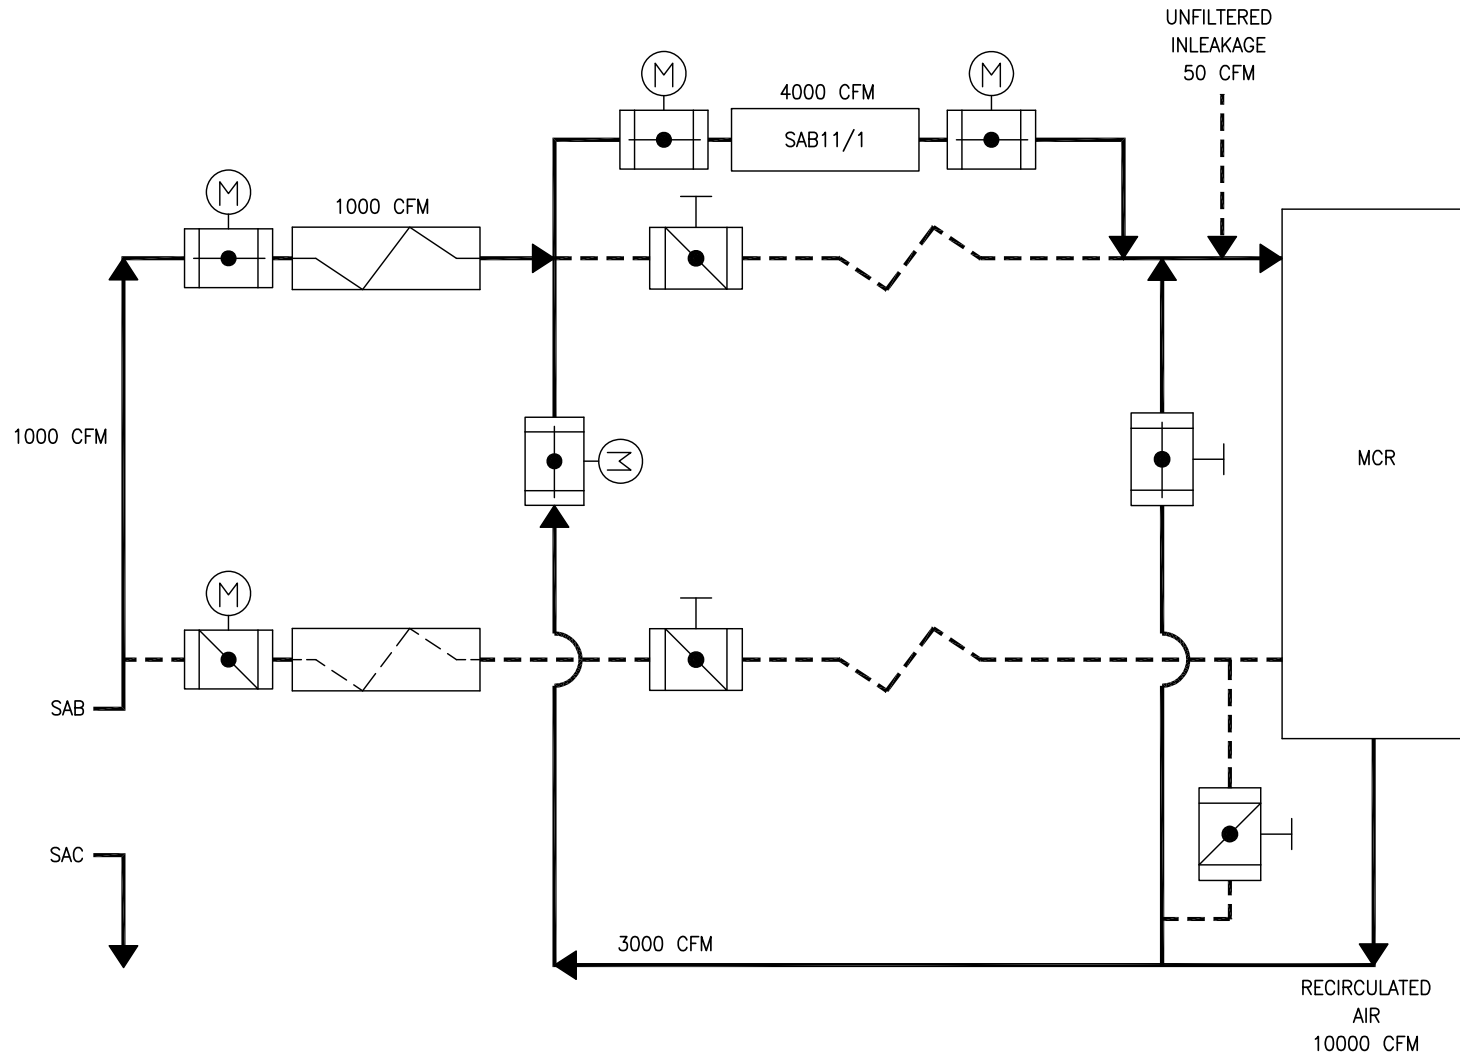 UNFILTERED
INLEAKAGE
50 CFM
M
M
4000 CFM
SAB11/1
M
1000 CFM
1000 CFM
M
MCR
M
SAB
SAC
3000 CFM
RECIRCULATED
AIR
10000 CFM